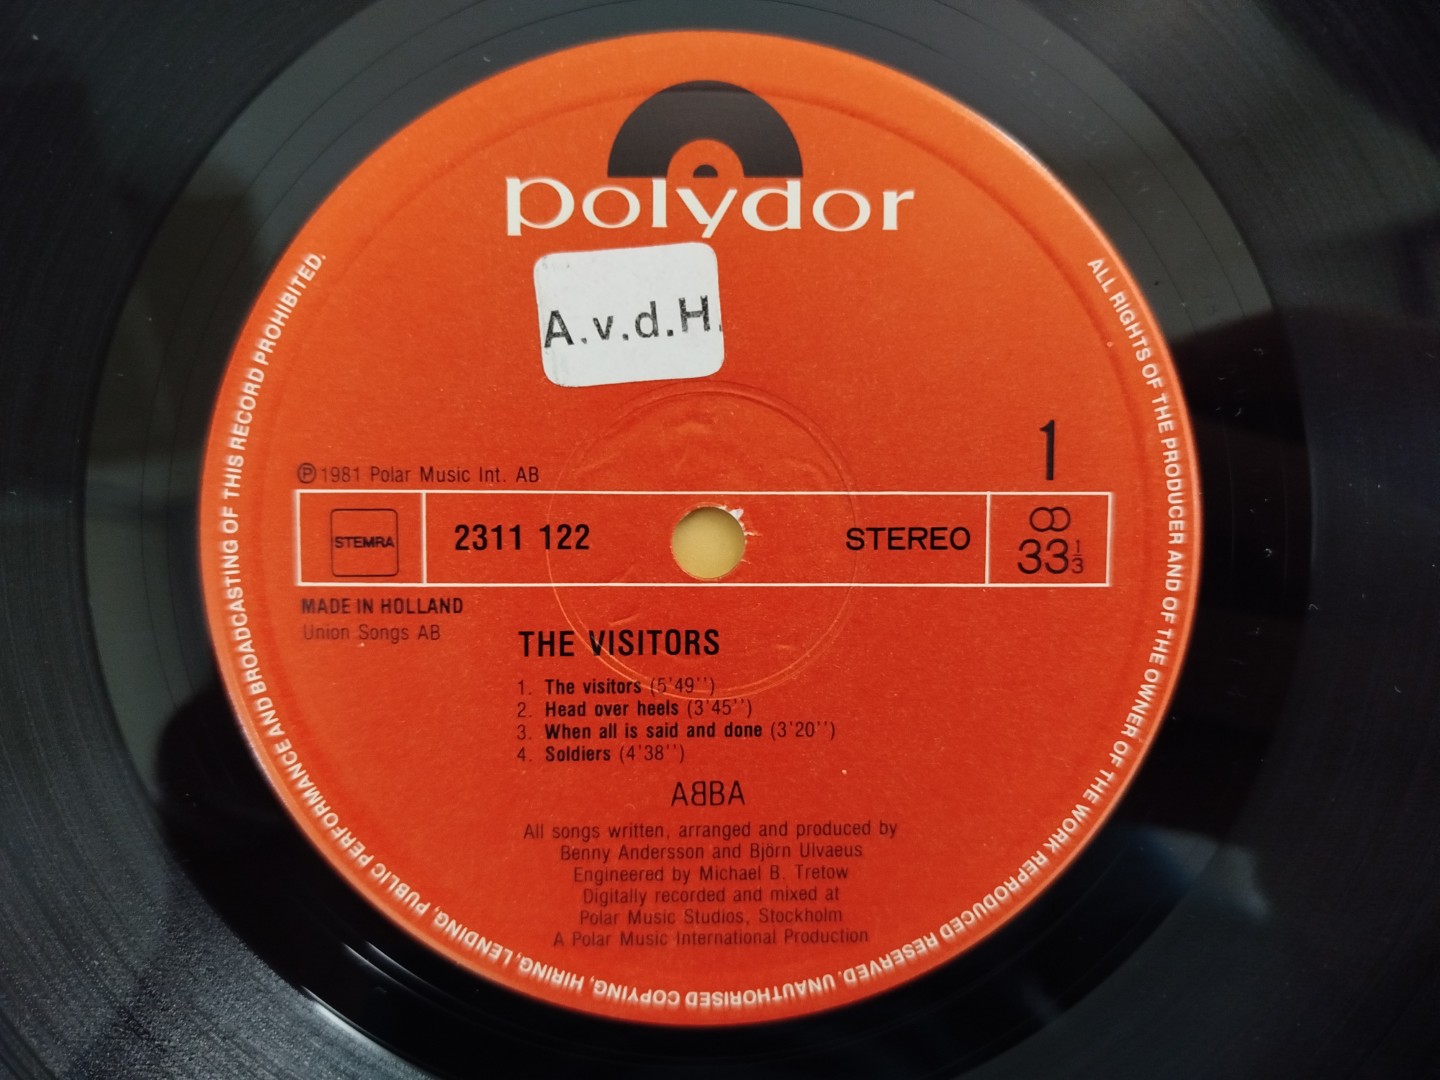 polydor
A.v.d.H.
1
℗ 1981 Polar Music Int. AB
STEMRA
2311 122
STEREO
33 1/3
MADE IN HOLLAND
Union Songs AB
THE VISITORS
1. The visitors (5'49'')
2. Head over heels (3'45'')
3. When all is said and done (3'20'')
4. Soldiers (4'38'')
ABBA
All songs written, arranged and produced by
Benny Andersson and Björn Ulvaeus
Engineered by Michael B. Tretow
Digitally recorded and mixed at
Polar Music Studios, Stockholm
A Polar Music International Production
ALL RIGHTS OF THE PRODUCER AND OF THE OWNER OF THE WORK REPRODUCED RESERVED. UNAUTHORISED COPYING, HIRING, LENDING, PUBLIC PERFORMANCE AND BROADCASTING OF THIS RECORD PROHIBITED.